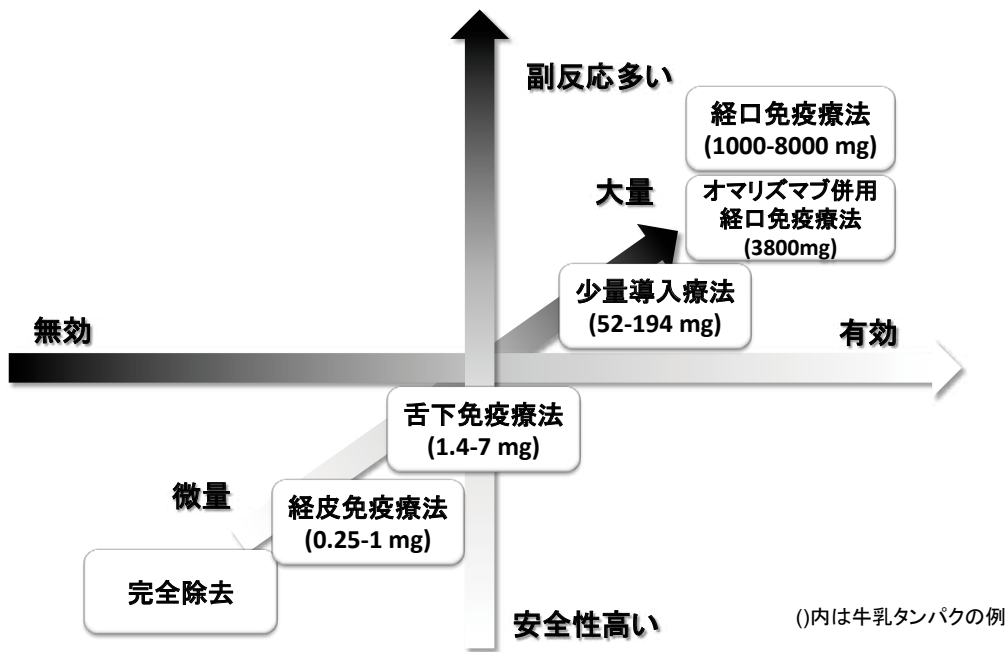 副反応多い
経口免疫療法
(1000-8000 mg)
大量
オマリズマブ併用
経口免疫療法
(3800mg)
少量導入療法
(52-194 mg)
無効
有効
舌下免疫療法
(1.4-7 mg)
微量
経皮免疫療法
(0.25-1 mg)
完全除去
安全性高い
()内は牛乳タンパクの例